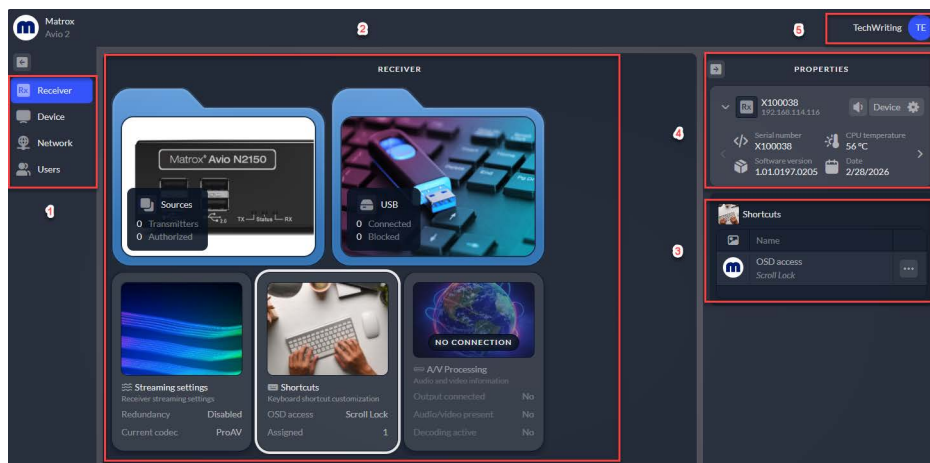 Matrox
Avio 2
2
5
TechWriting
TE
Receiver
Device
Network
Users
1
RECEIVER
Matrox® Avio N2150
TX Status RX
Sources
0 Transmitters
0 Authorized
USB
0 Connected
0 Blocked
Streaming settings
Receiver streaming settings
Redundancy Disabled
Current codec ProAV
Shortcuts
Keyboard shortcut customization
OSD access Scroll Lock
Assigned 1
NO CONNECTION
A/V Processing
Audio and video information
Output connected No
Audio/video present No
Decoding active No
4
3
PROPERTIES
Rx
X100038
192.168.114.116
Device
Serial number
X100038
CPU temperature
56 °C
Software version
1.01.0197.0205
Date
2/28/2026
Shortcuts
Name
OSD access
Scroll Lock